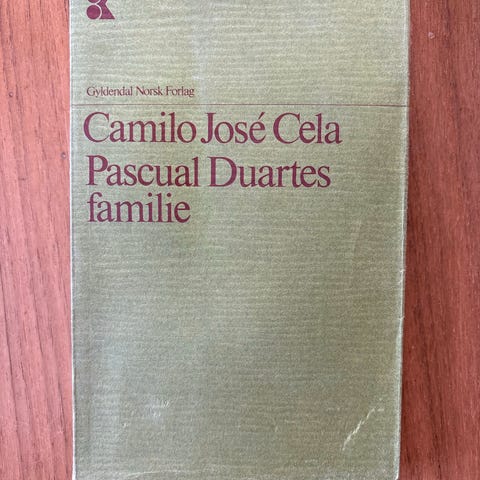 Gyldendal Norsk Forlag
Camilo José Cela
Pascual Duartes
familie